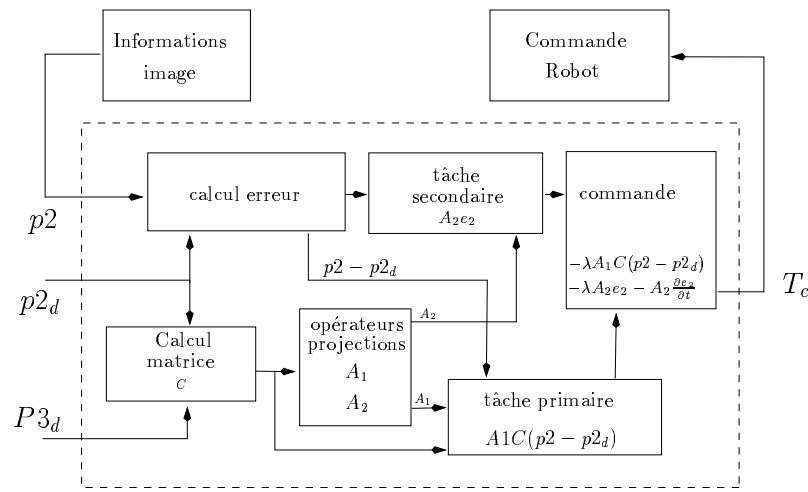 Informations
image
Commande
Robot
calcul erreur
tâche
secondaire
A₂e₂
commande
−λA₁C(p2 − p2_d)
−λA₂e₂ − A₂ ∂e₂/∂t
p2
p2_d
p2 − p2_d
T_c
Calcul
matrice
C
opérateurs
projections
A₁
A₂
A₂
A₁
tâche primaire
A1C(p2 − p2_d)
P3_d